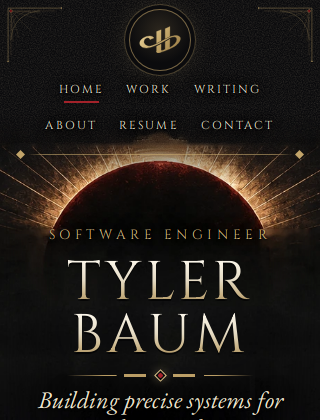 HOME WORK WRITING
ABOUT RESUME CONTACT
SOFTWARE ENGINEER
TYLER
BAUM
Building precise systems for